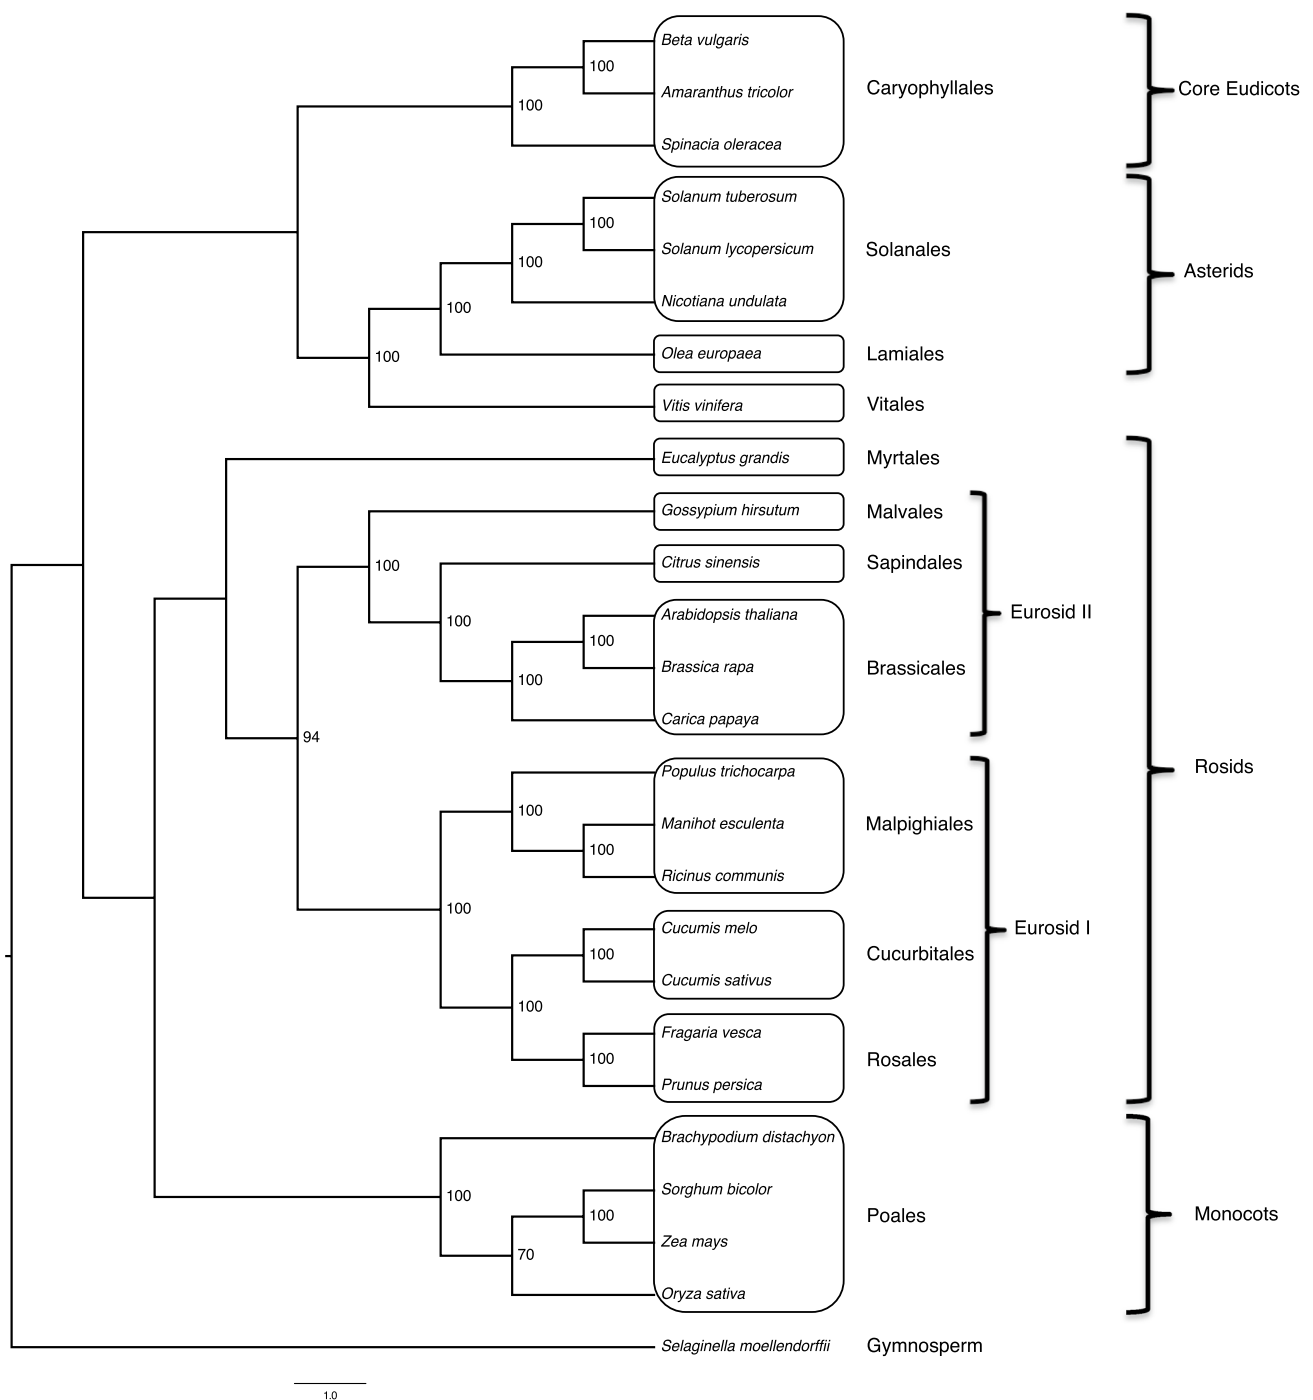 Beta vulgaris
100
Amaranthus tricolor
Caryophyllales
Core Eudicots
100
Spinacia oleracea
Solanum tuberosum
100
Solanum lycopersicum
Solanales
100
Asterids
Nicotiana undulata
100
Olea europaea
Lamiales
100
Vitis vinifera
Vitales
Eucalyptus grandis
Myrtales
Gossypium hirsutum
Malvales
100
Citrus sinensis
Sapindales
Arabidopsis thaliana
Eurosid II
100
100
Brassica rapa
Brassicales
100
Carica papaya
94
Populus trichocarpa
Rosids
100
Manihot esculenta
Malpighiales
100
Ricinus communis
100
Cucumis melo
Eurosid I
100
Cucurbitales
Cucumis sativus
100
Fragaria vesca
100
Rosales
Prunus persica
Brachypodium distachyon
Sorghum bicolor
100
100
Poales
Monocots
Zea mays
70
Oryza sativa
Selaginella moellendorffii
Gymnosperm
1.0